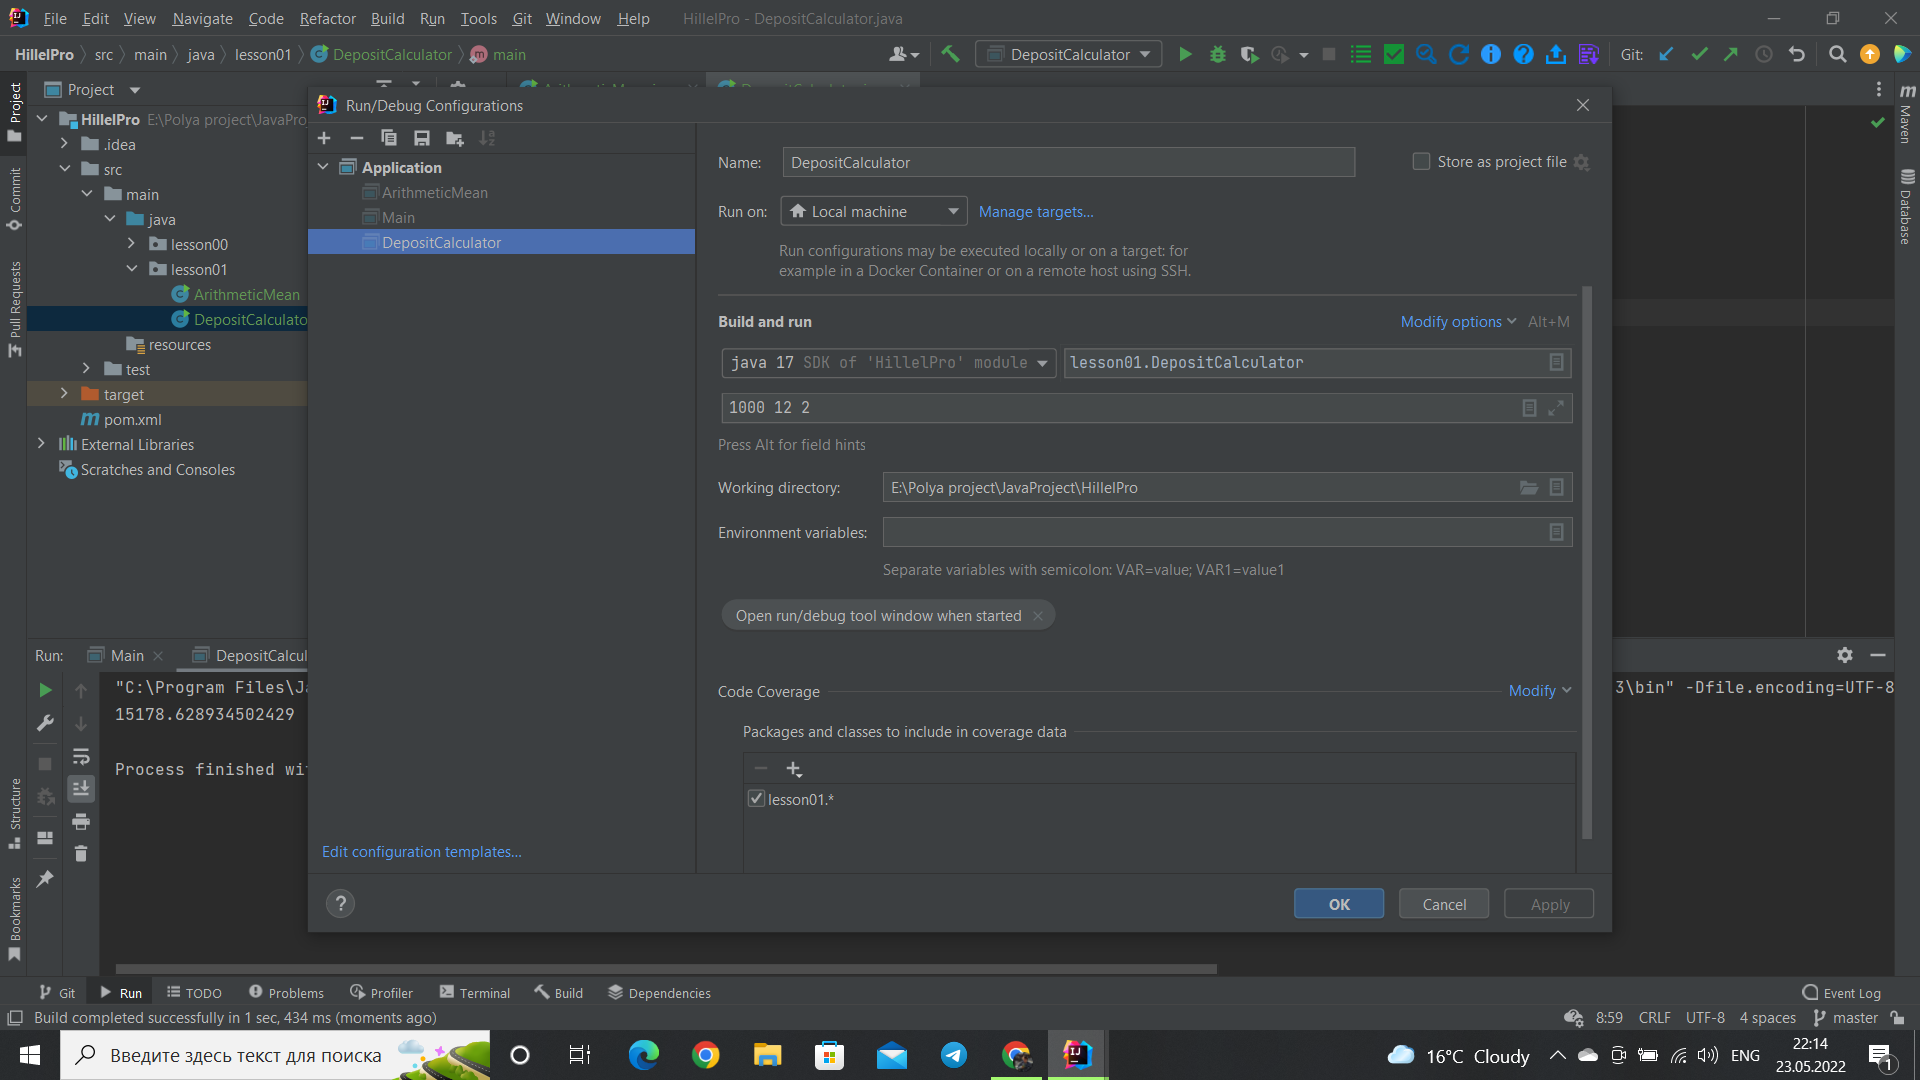 File Edit View Navigate Code Refactor Build Run Tools Git Window Help HillelPro - DepositCalculator.java
HillelPro src main java lesson01 DepositCalculator main
DepositCalculator
Git:
Project
Run/Debug Configurations
HillelPro E:\Polya project\JavaPro
.idea
src
main
java
lesson00
lesson01
ArithmeticMean
DepositCalculato
resources
test
target
pom.xml
External Libraries
Scratches and Consoles
Project
Commit
Pull Requests
Structure
Bookmarks
Maven
Database
Application
ArithmeticMean
Main
DepositCalculator
Edit configuration templates...
Name: DepositCalculator Store as project file
Run on: Local machine Manage targets...
Run configurations may be executed locally or on a target: for
example in a Docker Container or on a remote host using SSH.
Build and run Modify options Alt+M
java 17 SDK of 'HillelPro' module lesson01.DepositCalculator
1000 12 2
Press Alt for field hints
Working directory: E:\Polya project\JavaProject\HillelPro
Environment variables:
Separate variables with semicolon: VAR=value; VAR1=value1
Open run/debug tool window when started
Code Coverage Modify
Packages and classes to include in coverage data
lesson01.*
? OK Cancel Apply
Run: Main DepositCalcul
"C:\Program Files\Ja 3\bin" -Dfile.encoding=UTF-8
15178.628934502429
Process finished wi
Git Run TODO Problems Profiler Terminal Build Dependencies Event Log
Build completed successfully in 1 sec, 434 ms (moments ago) 8:59 CRLF UTF-8 4 spaces master
Введите здесь текст для поиска
16°C Cloudy ENG
22:14
23.05.2022
1